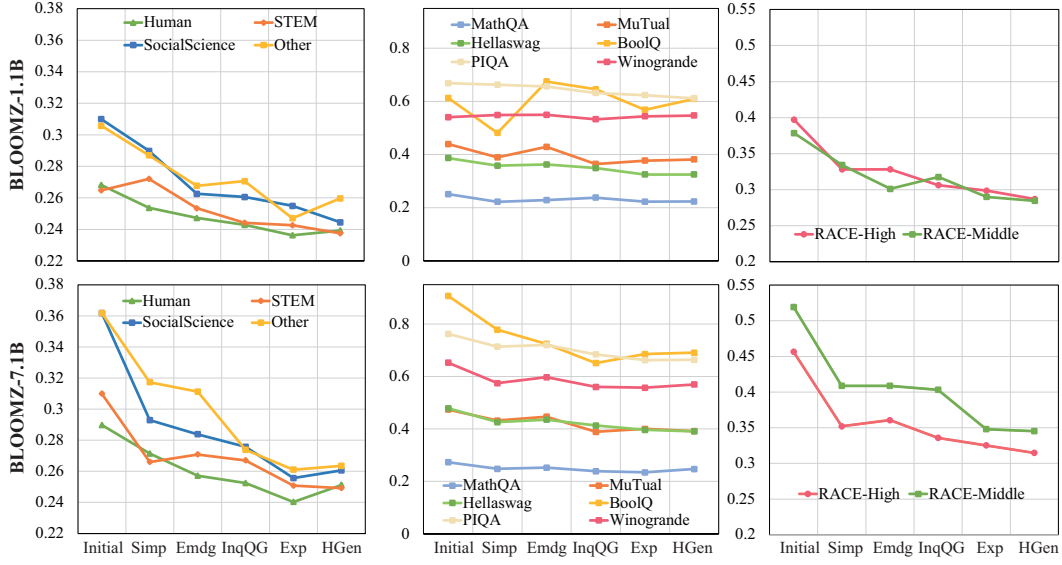 BLOOMZ-1.1B
0.38
0.36
0.34
0.32
0.3
0.28
0.26
0.24
0.22
Human
STEM
SocialScience
Other
0.8
0.6
0.4
0.2
0
MathQA
MuTual
Hellaswag
BoolQ
PIQA
Winogrande
0.55
0.5
0.45
0.4
0.35
0.3
0.25
0.2
RACE-High
RACE-Middle
BLOOMZ-7.1B
0.38
0.36
0.34
0.32
0.3
0.28
0.26
0.24
0.22
Human
STEM
SocialScience
Other
Initial Simp Emdg InqQG Exp HGen
0.8
0.6
0.4
0.2
0
MathQA
MuTual
Hellaswag
BoolQ
PIQA
Winogrande
Initial Simp Emdg InqQG Exp HGen
0.55
0.5
0.45
0.4
0.35
0.3
0.25
0.2
RACE-High
RACE-Middle
Initial Simp Emdg InqQG Exp HGen